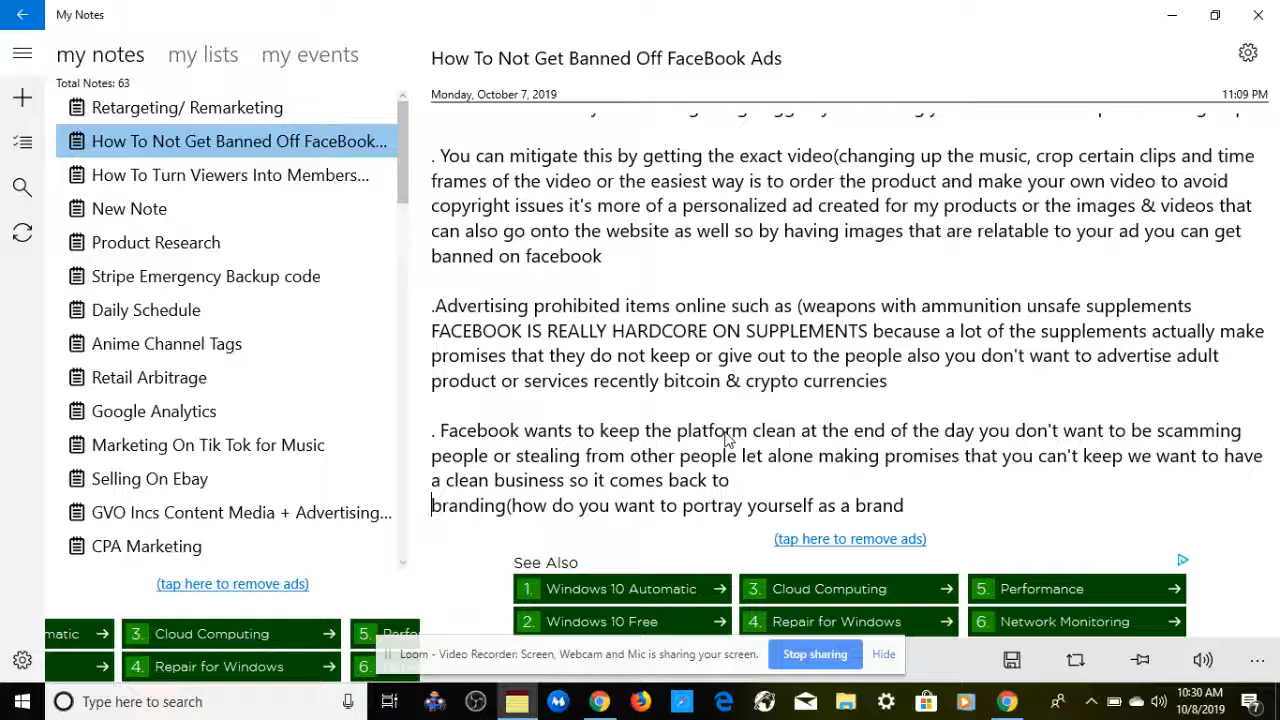 My Notes
my notes my lists my events
Total Notes: 63
Retargeting/ Remarketing
How To Not Get Banned Off FaceBook...
How To Turn Viewers Into Members...
New Note
Product Research
Stripe Emergency Backup code
Daily Schedule
Anime Channel Tags
Retail Arbitrage
Google Analytics
Marketing On Tik Tok for Music
Selling On Ebay
GVO Incs Content Media + Advertising...
CPA Marketing
(tap here to remove ads)
matic 3. Cloud Computing 5.
4. Repair for Windows
How To Not Get Banned Off FaceBook Ads
Monday, October 7, 2019 11:09 PM
. You can mitigate this by getting the exact video(changing up the music, crop certain clips and time
frames of the video or the easiest way is to order the product and make your own video to avoid
copyright issues it's more of a personalized ad created for my products or the images & videos that
can also go onto the website as well so by having images that are relatable to your ad you can get
banned on facebook
.Advertising prohibited items online such as (weapons with ammunition unsafe supplements
FACEBOOK IS REALLY HARDCORE ON SUPPLEMENTS because a lot of the supplements actually make
promises that they do not keep or give out to the people also you don't want to advertise adult
product or services recently bitcoin & crypto currencies
. Facebook wants to keep the platform clean at the end of the day you don't want to be scamming
people or stealing from other people let alone making promises that you can't keep we want to have
a clean business so it comes back to
branding(how do you want to portray yourself as a brand
(tap here to remove ads)
See Also
1. Windows 10 Automatic 3. Cloud Computing 5. Performance
2. Windows 10 Free 4. Repair for Windows 6. Network Monitoring
Loom - Video Recorder: Screen, Webcam and Mic is sharing your screen. Stop sharing Hide
Type here to search
10:30 AM
10/8/2019
7